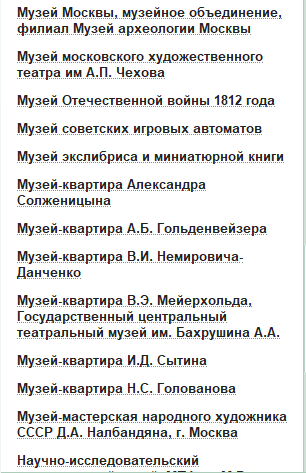 Музей Москвы, музейное объединение,
филиал Музей археологии Москвы
Музей московского художественного
театра им А.П. Чехова
Музей Отечественной войны 1812 года
Музей советских игровых автоматов
Музей экслибриса и миниатюрной книги
Музей-квартира Александра
Солженицына
Музей-квартира А.Б. Гольденвейзера
Музей-квартира В.И. Немировича-
Данченко
Музей-квартира В.Э. Мейерхольда,
Государственный центральный
театральный музей им. Бахрушина А.А.
Музей-квартира И.Д. Сытина
Музей-квартира Н.С. Голованова
Музей-мастерская народного художника
СССР Д.А. Налбандяна, г. Москва
Научно-исследовательский